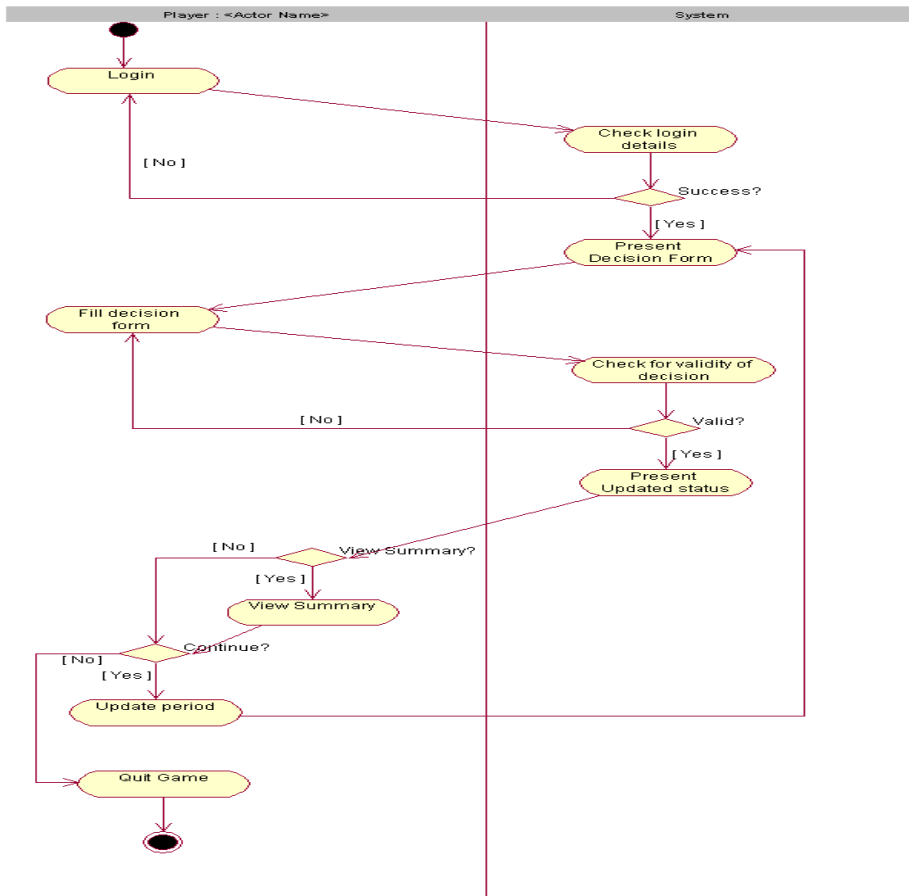 Player : <Actor Name>
System
Login
Check login
details
[ No ]
Success?
[ Yes ]
Present
Decision Form
Fill decision
form
Check for validity of
decision
[ No ]
Valid?
[ Yes ]
Present
Updated status
[ No ]
View Summary?
[ Yes ]
View Summary
Continue?
[ No ]
[ Yes ]
Update period
Quit Game